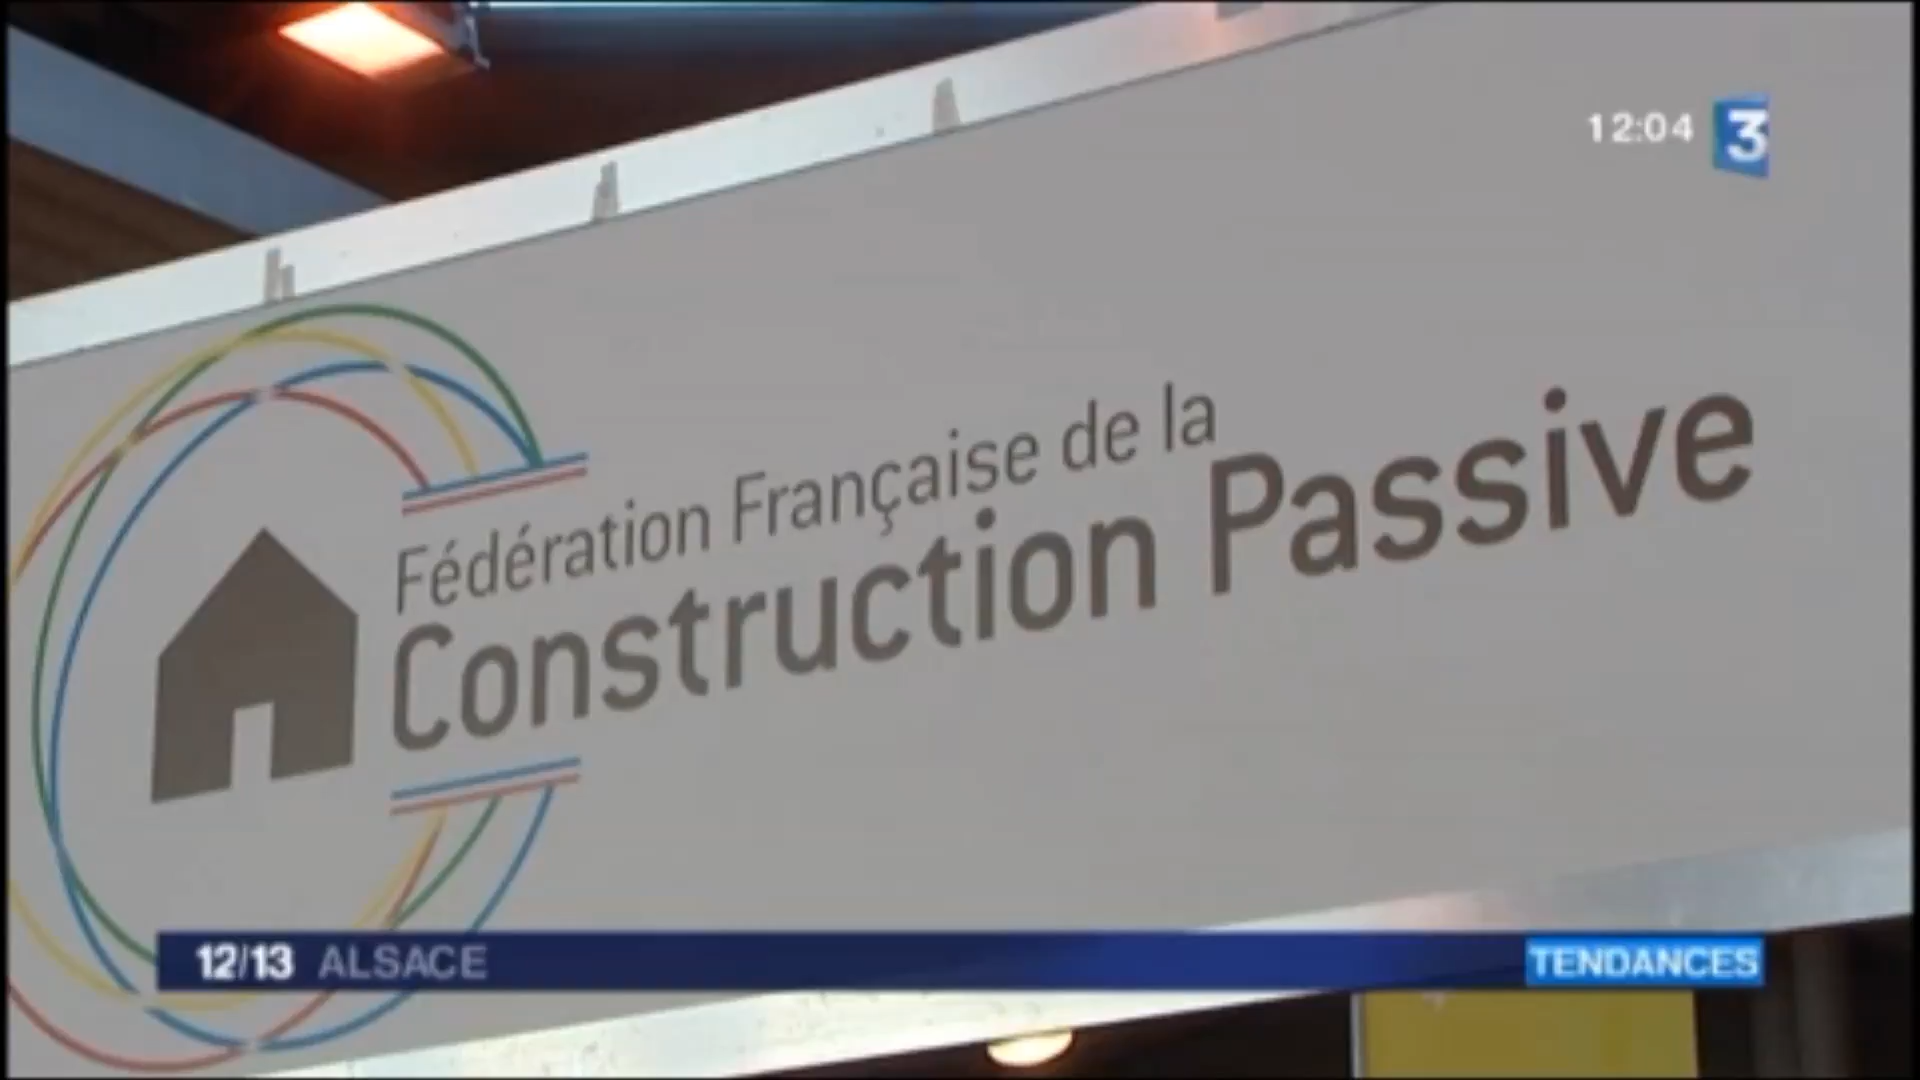 12:04 3
Fédération Française de la
Construction Passive
12/13 ALSACE
TENDANCES